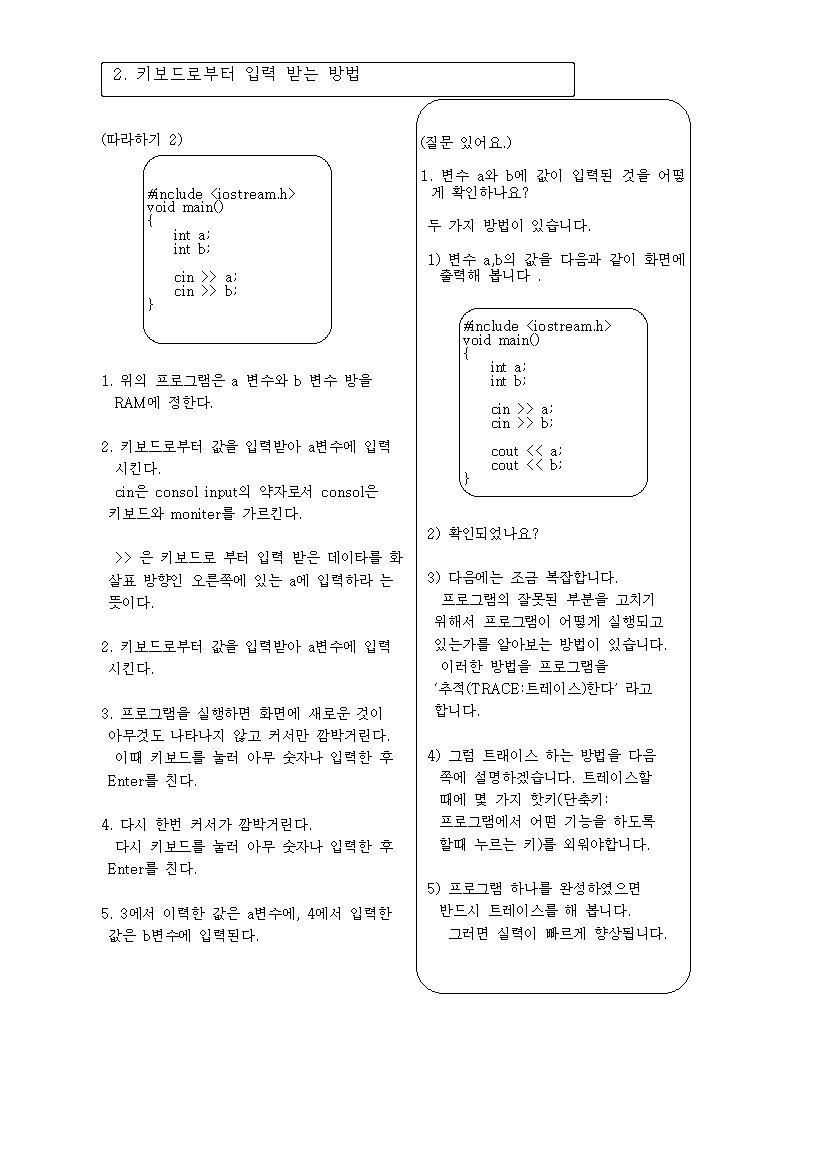 2. 키보드로부터 입력 받는 방법
(따라하기 2)
#include <iostream.h>
void main()
{
int a;
int b;
cin >> a;
cin >> b;
}
1. 위의 프로그램은 a 변수와 b 변수 방을
RAM에 정한다.
2. 키보드로부터 값을 입력받아 a변수에 입력
시킨다.
cin은 consol input의 약자로서 consol은
키보드와 moniter를 가르킨다.
>> 은 키보드로 부터 입력 받은 데이타를 화
살표 방향인 오른쪽에 있는 a에 입력하라 는
뜻이다.
2. 키보드로부터 값을 입력받아 a변수에 입력
시킨다.
3. 프로그램을 실행하면 화면에 새로운 것이
아무것도 나타나지 않고 커서만 깜박거린다.
이때 키보드를 눌러 아무 숫자나 입력한 후
Enter를 친다.
4. 다시 한번 커서가 깜박거린다.
다시 키보드를 눌러 아무 숫자나 입력한 후
Enter를 친다.
5. 3에서 이력한 값은 a변수에, 4에서 입력한
값은 b변수에 입력된다.
(질문 있어요.)
1. 변수 a와 b에 값이 입력된 것을 어떻
게 확인하나요?
두 가지 방법이 있습니다.
1) 변수 a,b의 값을 다음과 같이 화면에
출력해 봅니다 .
#include <iostream.h>
void main()
{
int a;
int b;
cin >> a;
cin >> b;
cout << a;
cout << b;
}
2) 확인되었나요?
3) 다음에는 조금 복잡합니다.
프로그램의 잘못된 부분을 고치기
위해서 프로그램이 어떻게 실행되고
있는가를 알아보는 방법이 있습니다.
이러한 방법을 프로그램을
‘추적(TRACE:트레이스)한다’ 라고
합니다.
4) 그럼 트래이스 하는 방법을 다음
쪽에 설명하겠습니다. 트레이스할
때에 몇 가지 핫키(단축키:
프로그램에서 어떤 기능을 하도록
할때 누르는 키)를 외워야합니다.
5) 프로그램 하나를 완성하였으면
반드시 트레이스를 해 봅니다.
그러면 실력이 빠르게 향상됩니다.